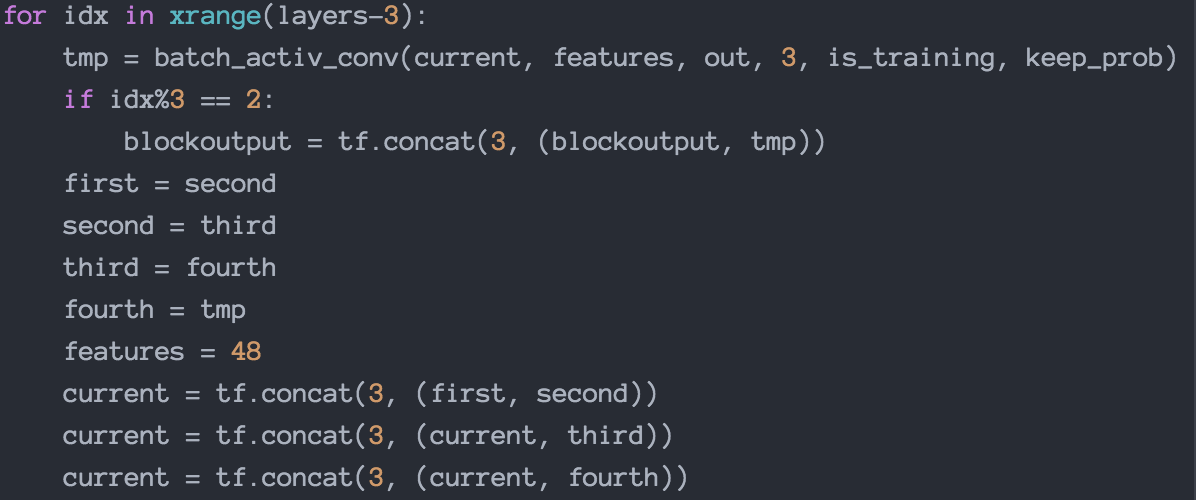 for idx in xrange(layers-3):
    tmp = batch_activ_conv(current, features, out, 3, is_training, keep_prob)
    if idx%3 == 2:
        blockoutput = tf.concat(3, (blockoutput, tmp))
    first = second
    second = third
    third = fourth
    fourth = tmp
    features = 48
    current = tf.concat(3, (first, second))
    current = tf.concat(3, (current, third))
    current = tf.concat(3, (current, fourth))